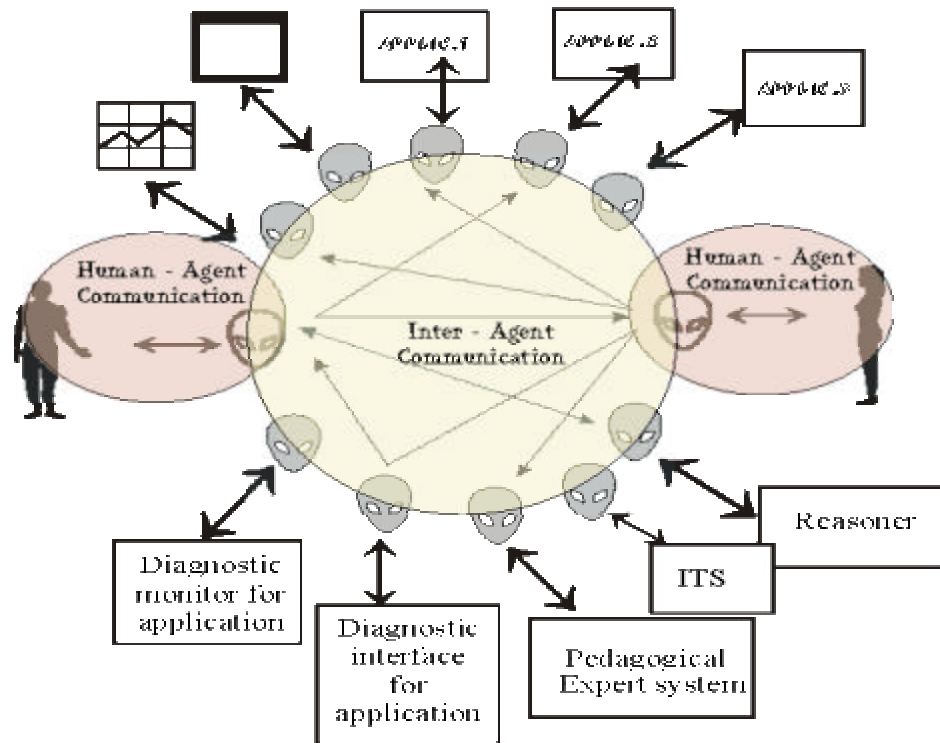 Human - Agent
Communication
Human - Agent
Communication
Inter - Agent
Communication
Reasoner
ITS
Diagnostic
monitor for
application
Diagnostic
interface
for
application
Pedagogical
Expert system